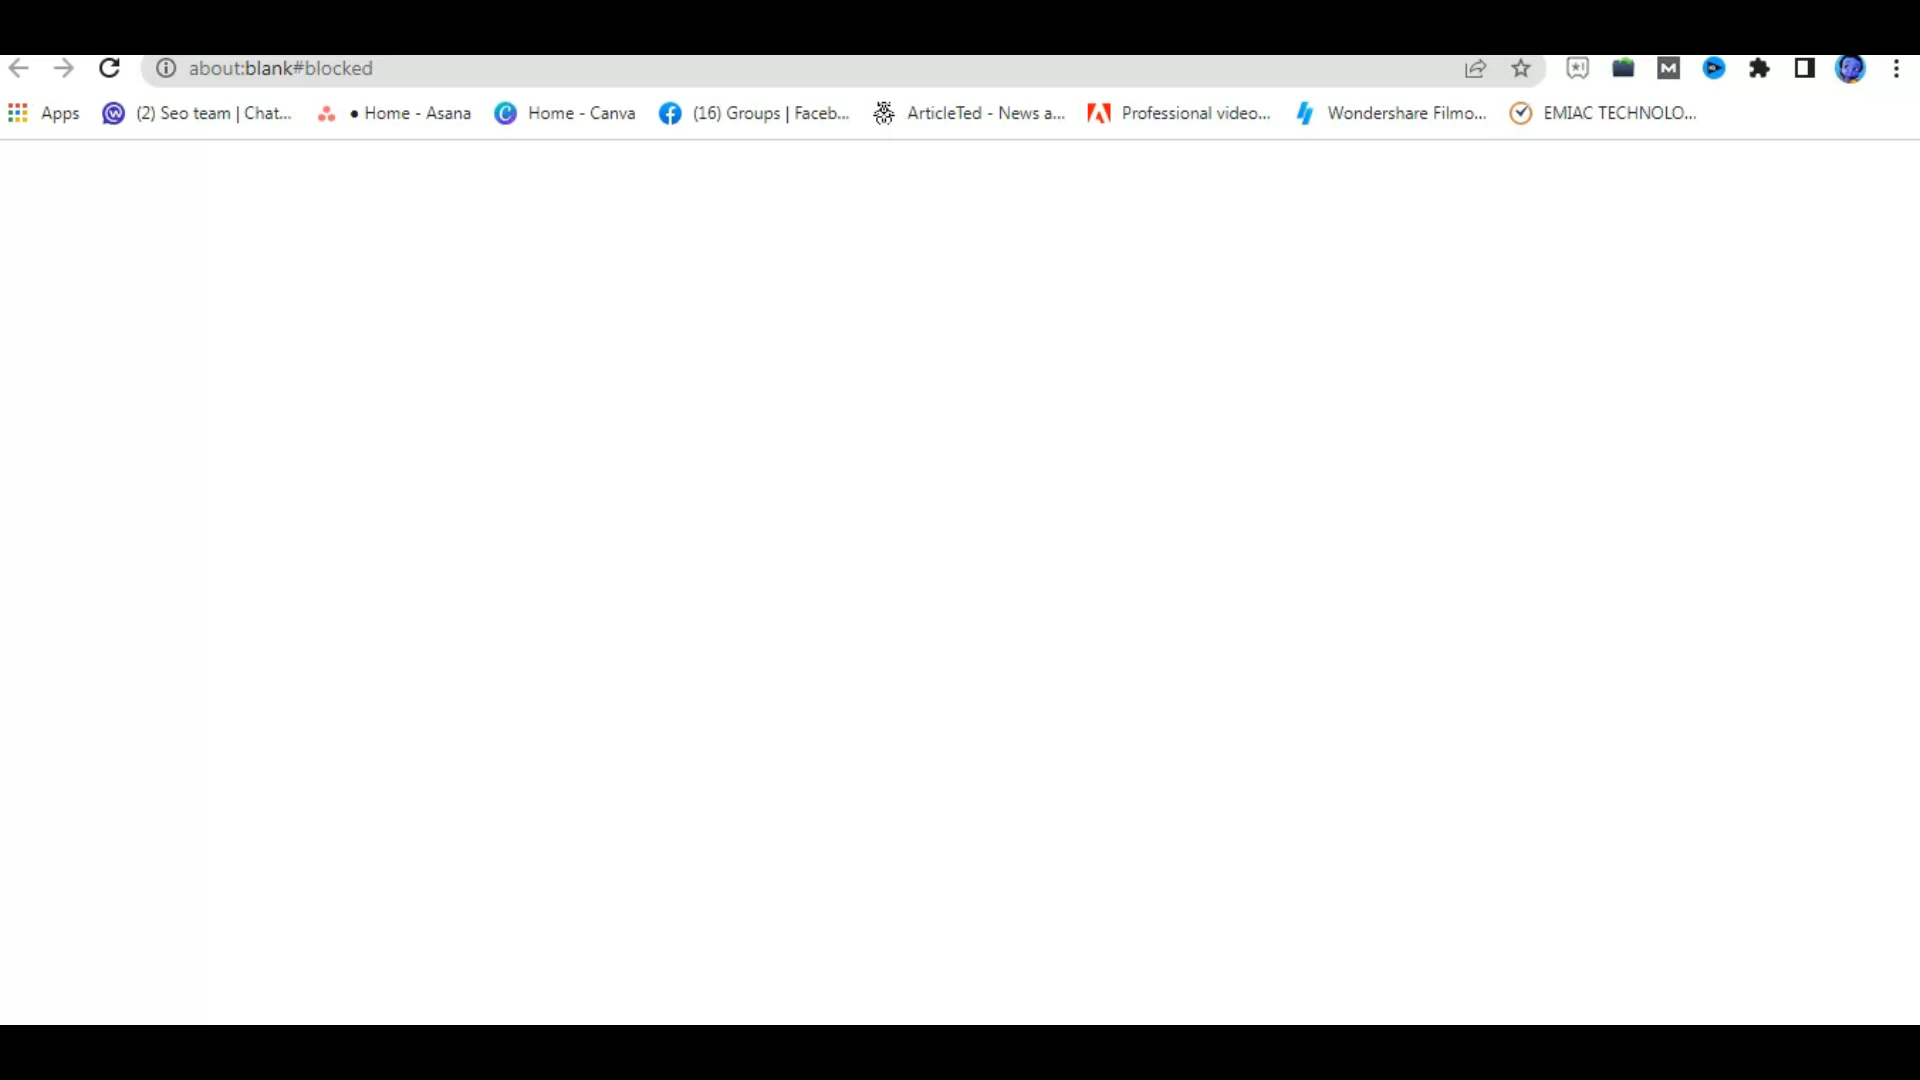 about:blank#blocked
Apps (2) Seo team | Chat... • Home - Asana Home - Canva (16) Groups | Faceb... ArticleTed - News a... Professional video... Wondershare Filmo... EMIAC TECHNOLO...